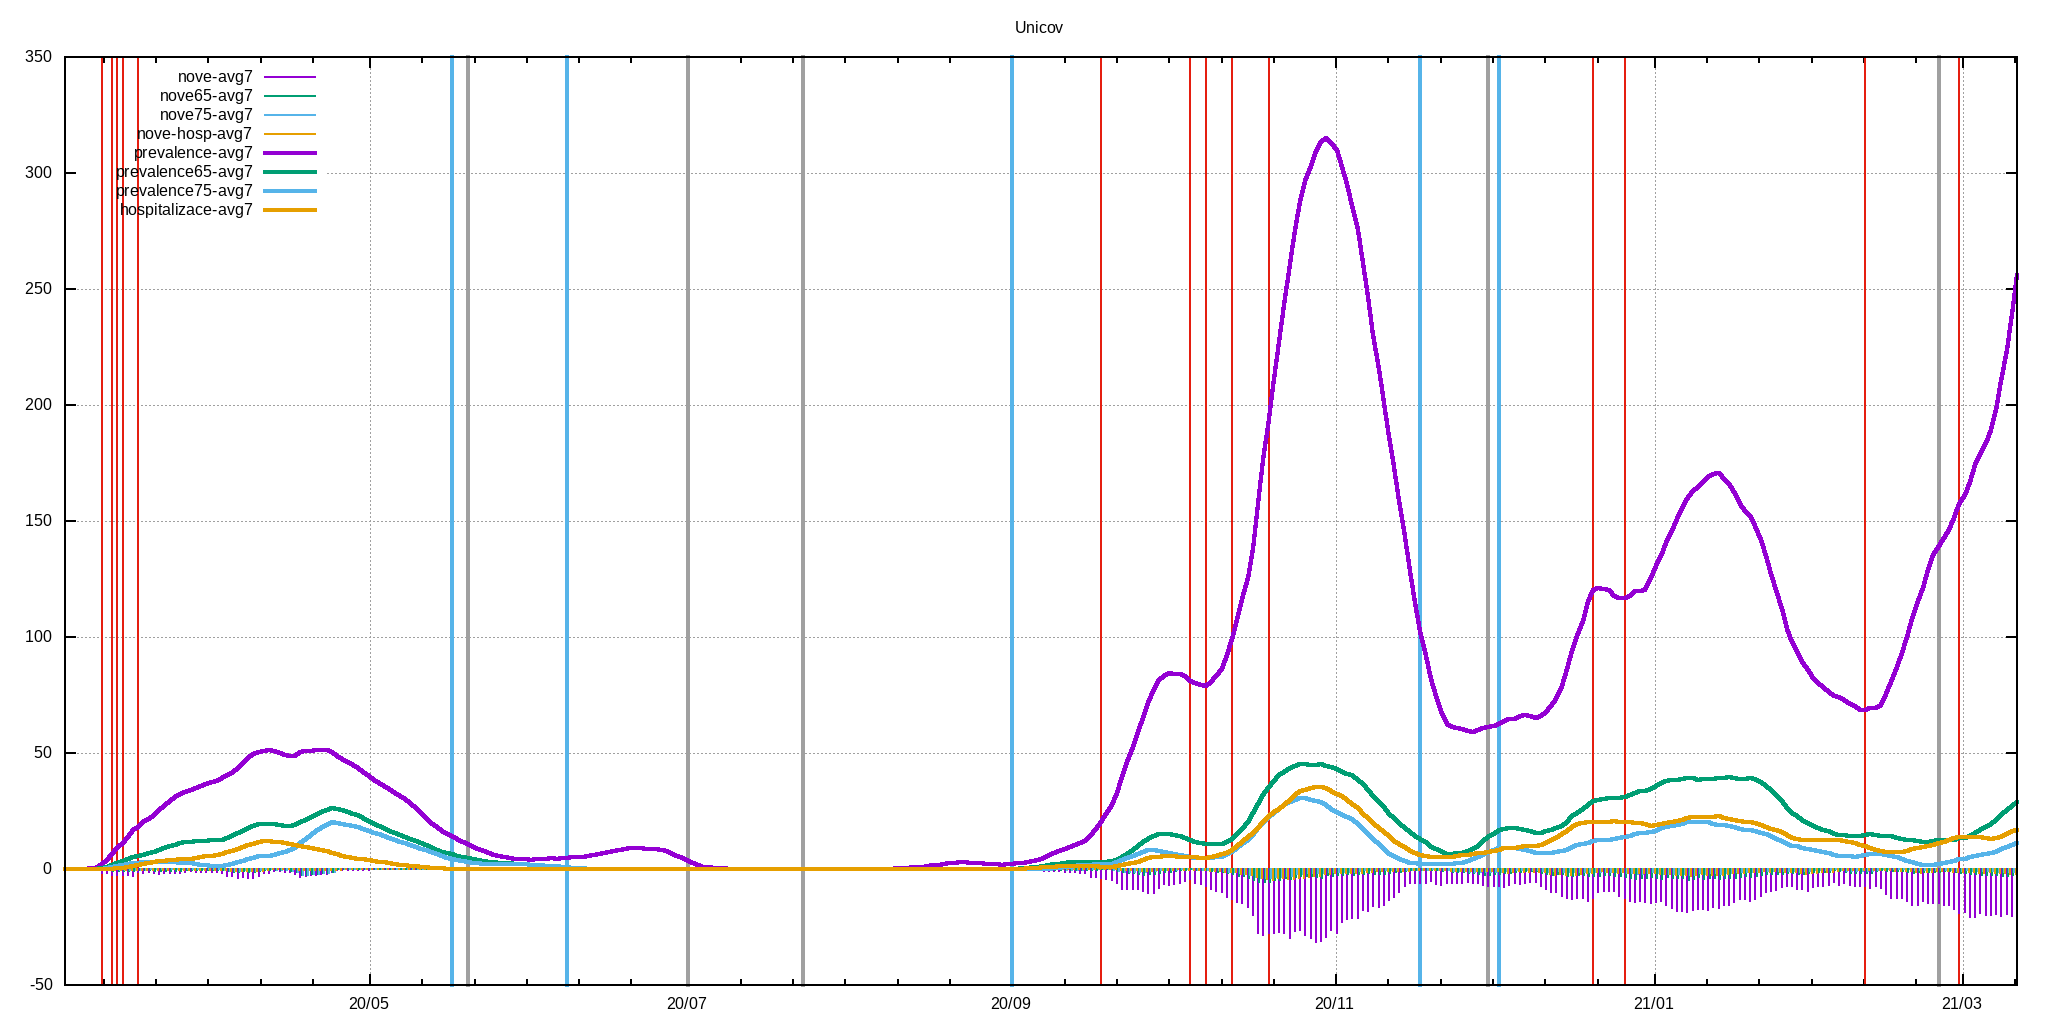 Unicov
350
300
250
200
150
100
50
0
-50
nove-avg7
nove65-avg7
nove75-avg7
nove-hosp-avg7
prevalence-avg7
prevalence65-avg7
prevalence75-avg7
hospitalizace-avg7
20/05
20/07
20/09
20/11
21/01
21/03